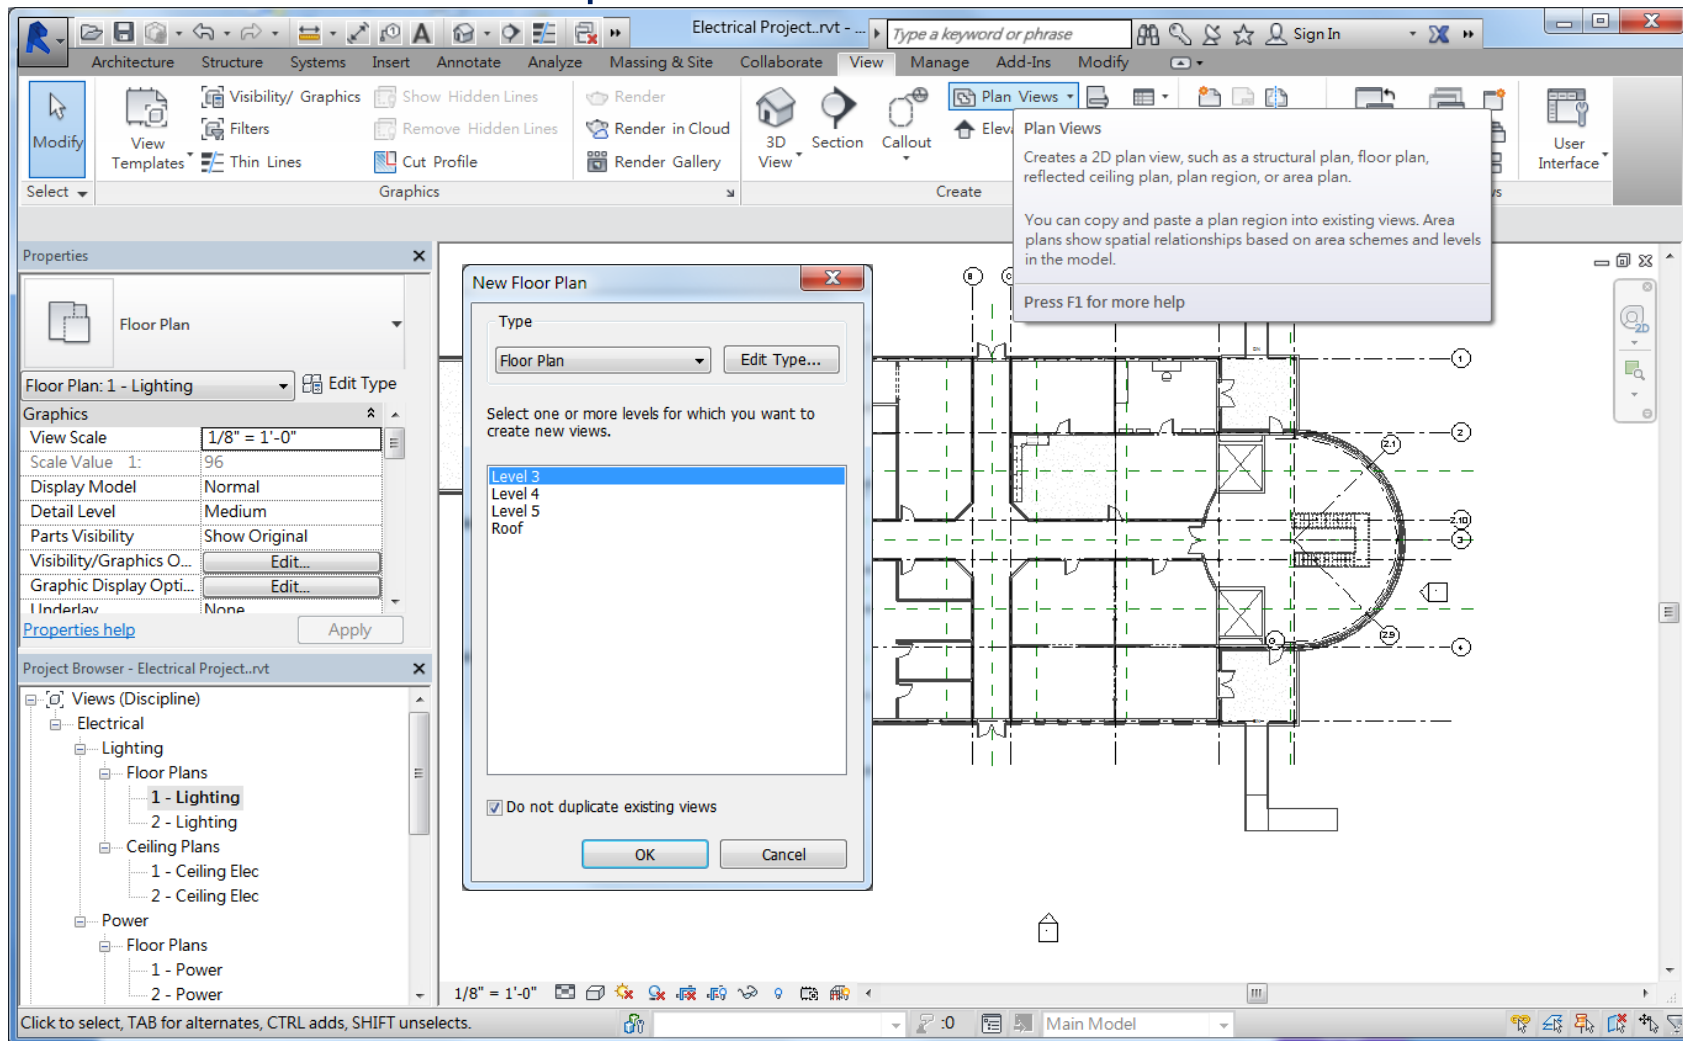 Electrical Project..rvt - ...
Type a keyword or phrase
Sign In
Architecture Structure Systems Insert Annotate Analyze Massing & Site Collaborate View Manage Add-Ins Modify
Modify
View
Templates
Visibility/ Graphics
Filters
Thin Lines
Show Hidden Lines
Remove Hidden Lines
Cut Profile
Render
Render in Cloud
Render Gallery
3D
View
Section
Callout
Plan Views
Eleva
User
Interface
Select
Graphics
Create
Plan Views
Creates a 2D plan view, such as a structural plan, floor plan,
reflected ceiling plan, plan region, or area plan.
You can copy and paste a plan region into existing views. Area
plans show spatial relationships based on area schemes and levels
in the model.
Press F1 for more help
Properties
Floor Plan
Floor Plan: 1 - Lighting
Edit Type
Graphics
View Scale 1/8" = 1'-0"
Scale Value 1: 96
Display Model Normal
Detail Level Medium
Parts Visibility Show Original
Visibility/Graphics O... Edit...
Graphic Display Opti... Edit...
Underlay None
Properties help
Apply
Project Browser - Electrical Project..rvt
Views (Discipline)
Electrical
Lighting
Floor Plans
1 - Lighting
2 - Lighting
Ceiling Plans
1 - Ceiling Elec
2 - Ceiling Elec
Power
Floor Plans
1 - Power
2 - Power
New Floor Plan
Type
Floor Plan
Edit Type...
Select one or more levels for which you want to
create new views.
Level 3
Level 4
Level 5
Roof
Do not duplicate existing views
OK
Cancel
B
1
2
2.1
2.10
3
2.9
2D
1/8" = 1'-0"
Click to select, TAB for alternates, CTRL adds, SHIFT unselects.
:0
Main Model